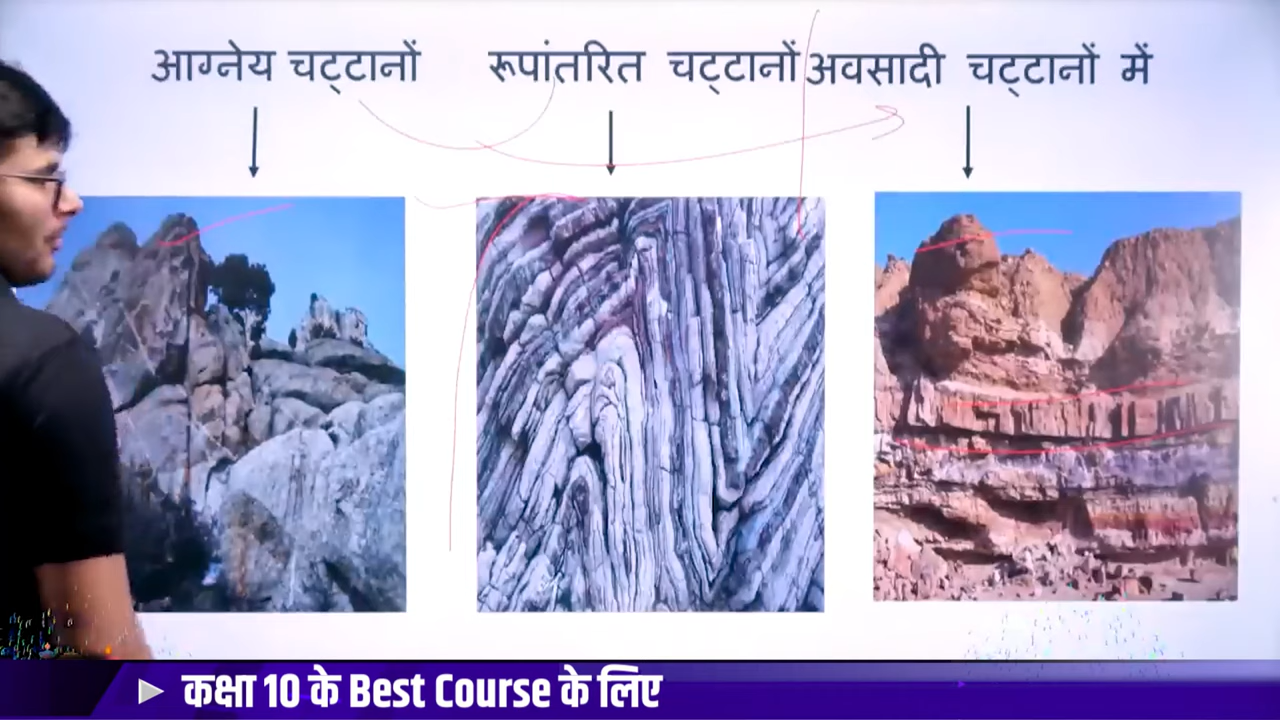 आग्नेय चट्टानों रूपांतरित चट्टानों अवसादी चट्टानों में
कक्षा 10 के Best Course के लिए